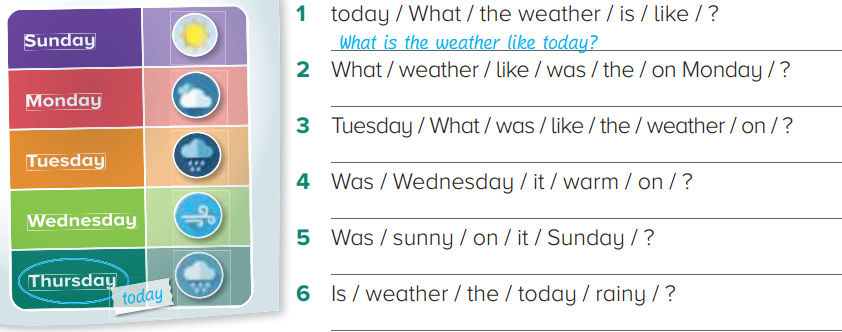 Sunday
Monday
Tuesday
Wednesday
Thursday
today
1 today / What / the weather / is / like / ?
What is the weather like today?
2 What / weather / like / was / the / on Monday / ?
3 Tuesday / What / was / like / the / weather / on / ?
4 Was / Wednesday / it / warm / on / ?
5 Was / sunny / on / it / Sunday / ?
6 Is / weather / the / today / rainy / ?